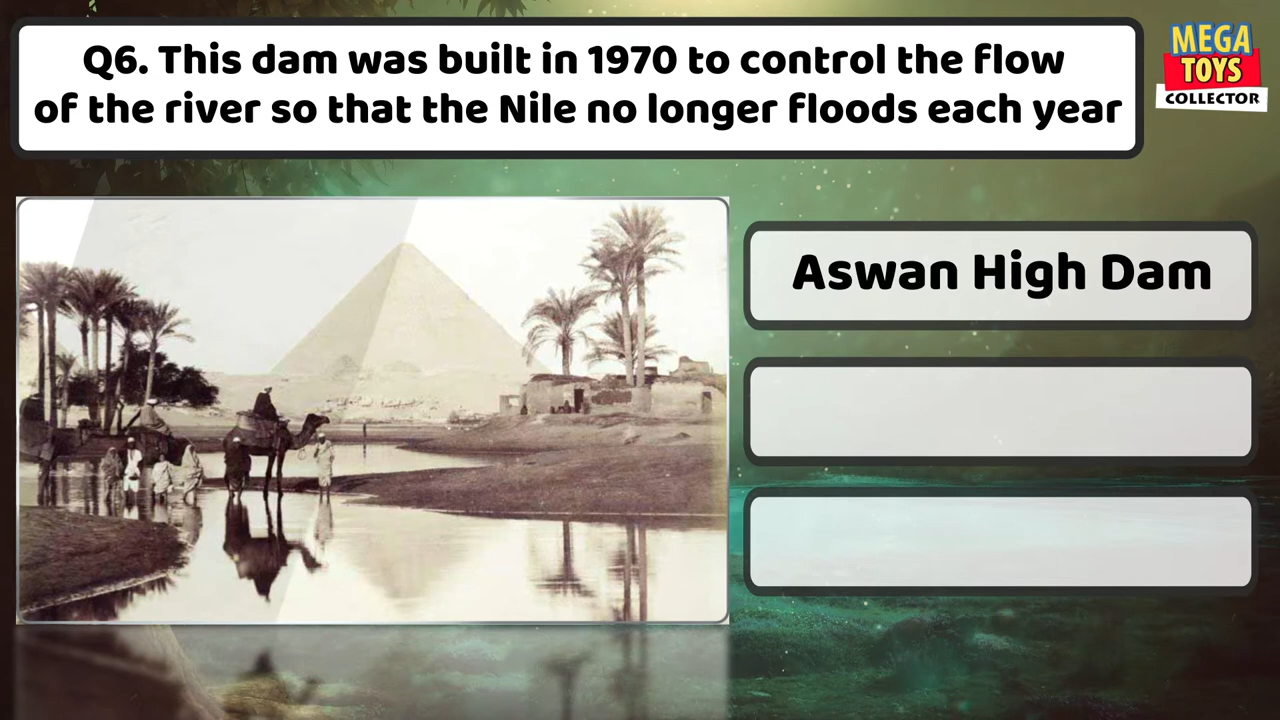 Q6. This dam was built in 1970 to control the flow
of the river so that the Nile no longer floods each year
MEGA
TOYS
COLLECTOR
Aswan High Dam